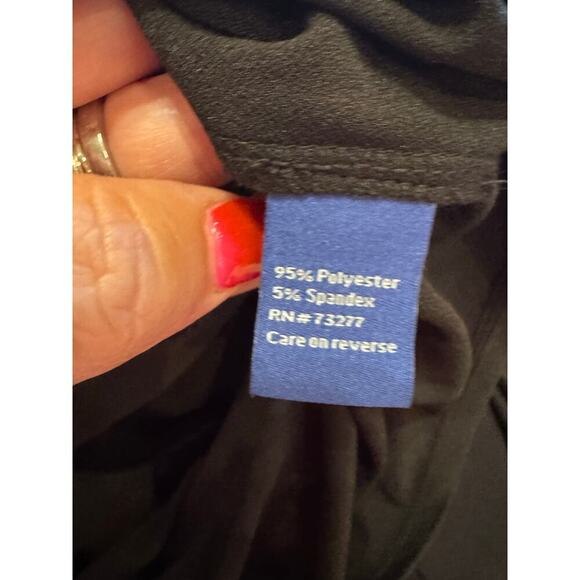 95% Polyester
5% Spandex
RN#73277
Care on reverse